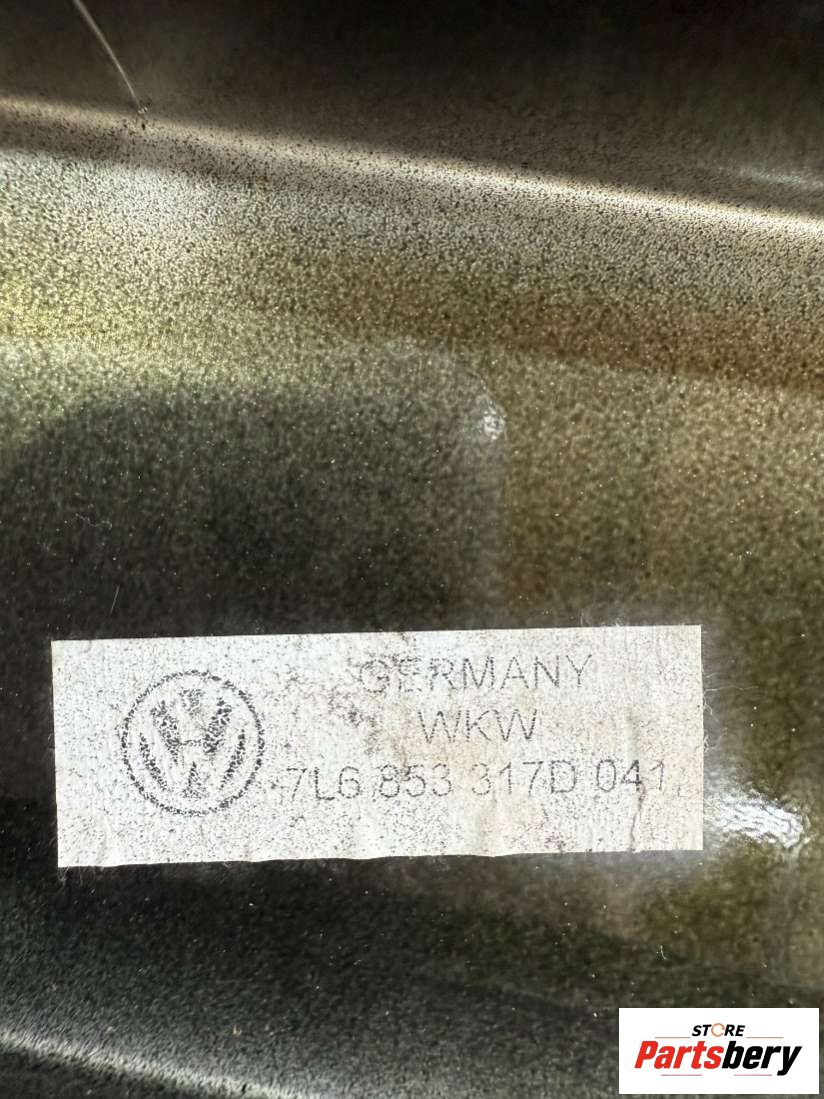 GERMANY
WKW
7L6 853 317D 041
STORE
Partsbery